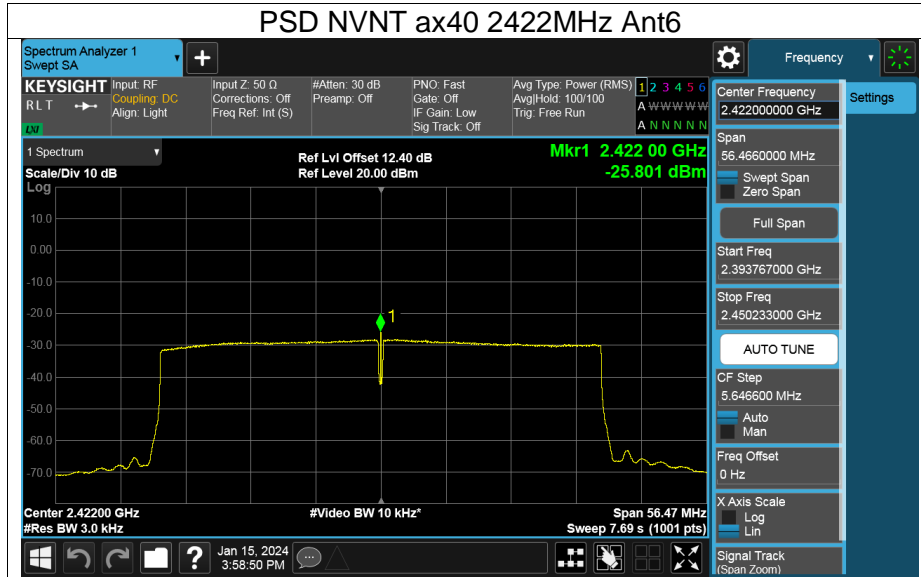 PSD NVNT ax40 2422MHz Ant6
Spectrum Analyzer 1
Swept SA
Frequency
KEYSIGHT
R L T
LXI
Input: RF
Coupling: DC
Align: Light
Input Z: 50 Ω
Corrections: Off
Freq Ref: Int (S)
#Atten: 30 dB
Preamp: Off
PNO: Fast
Gate: Off
IF Gain: Low
Sig Track: Off
Avg Type: Power (RMS)
Avg|Hold: 100/100
Trig: Free Run
1 2 3 4 5 6
A W W W W W
A N N N N N
Center Frequency
2.422000000 GHz
Settings
1 Spectrum
Scale/Div 10 dB
Log
Ref Lvl Offset 12.40 dB
Ref Level 20.00 dBm
Mkr1 2.422 00 GHz
-25.801 dBm
10.0
0.00
-10.0
-20.0
-30.0
-40.0
-50.0
-60.0
-70.0
1
Center 2.42200 GHz
#Res BW 3.0 kHz
#Video BW 10 kHz*
Span 56.47 MHz
Sweep 7.69 s (1001 pts)
Span
56.4660000 MHz
Swept Span
Zero Span
Full Span
Start Freq
2.393767000 GHz
Stop Freq
2.450233000 GHz
AUTO TUNE
CF Step
5.646600 MHz
Auto
Man
Freq Offset
0 Hz
X Axis Scale
Log
Lin
Signal Track
(Span Zoom)
?
Jan 15, 2024
3:58:50 PM